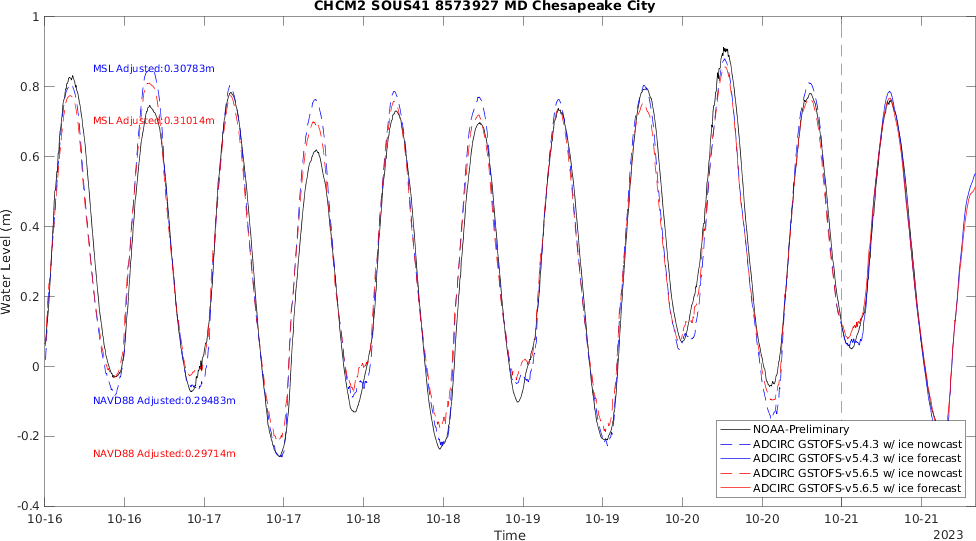 CHCM2 SOUS41 8573927 MD Chesapeake City
1
0.8
0.6
0.4
0.2
0
-0.2
-0.4
Water Level (m)
MSL Adjusted:0.30783m
MSL Adjusted:0.31014m
NAVD88 Adjusted:0.29483m
NAVD88 Adjusted:0.29714m
NOAA-Preliminary
ADCIRC GSTOFS-v5.4.3 w/ ice nowcast
ADCIRC GSTOFS-v5.4.3 w/ ice forecast
ADCIRC GSTOFS-v5.6.5 w/ ice nowcast
ADCIRC GSTOFS-v5.6.5 w/ ice forecast
10-16 10-16 10-17 10-17 10-18 10-18 10-19 10-19 10-20 10-20 10-21 10-21
Time
2023